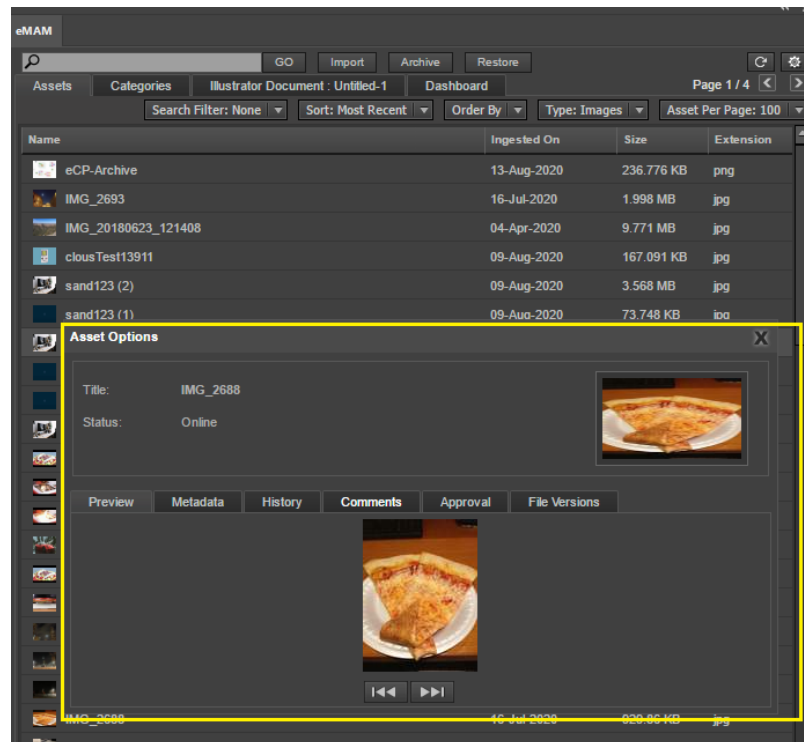 eMAM
GO Import Archive Restore
Assets Categories Illustrator Document : Untitled-1 Dashboard Page 1 / 4
Search Filter: None Sort: Most Recent Order By Type: Images Asset Per Page: 100
Name Ingested On Size Extension
eCP-Archive 13-Aug-2020 236.776 KB png
IMG_2693 16-Jul-2020 1.998 MB jpg
IMG_20180623_121408 04-Apr-2020 9.771 MB jpg
clousTest13911 09-Aug-2020 167.091 KB jpg
sand123 (2) 09-Aug-2020 3.568 MB jpg
sand123 (1) 09-Aug-2020 73.748 KB jpg
Asset Options X
Title: IMG_2688
Status: Online
Preview Metadata History Comments Approval File Versions
IMG_2688 16-Jul-2020 929.86 KB jpg